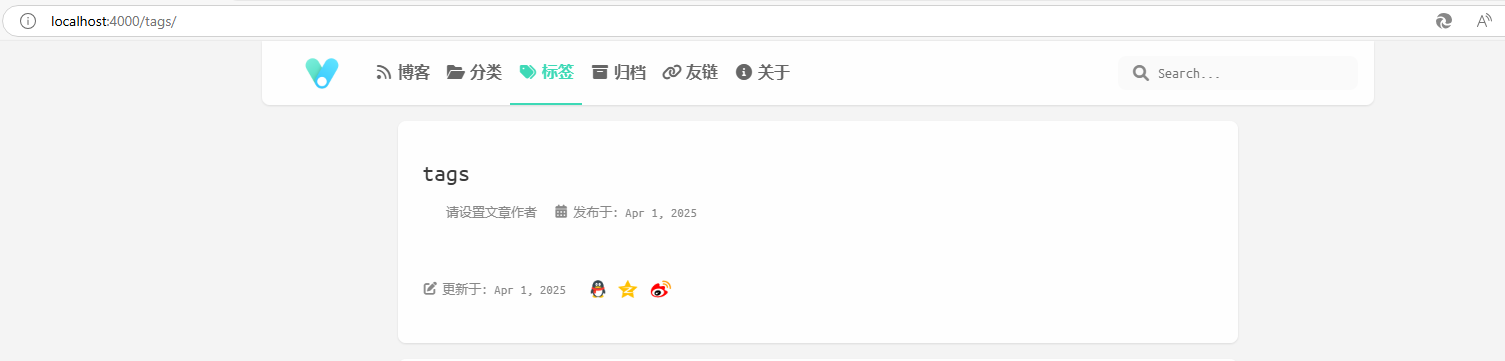 localhost:4000/tags/
博客 分类 标签 归档 友链 关于 Search...
tags
请设置文章作者 发布于: Apr 1, 2025
更新于: Apr 1, 2025